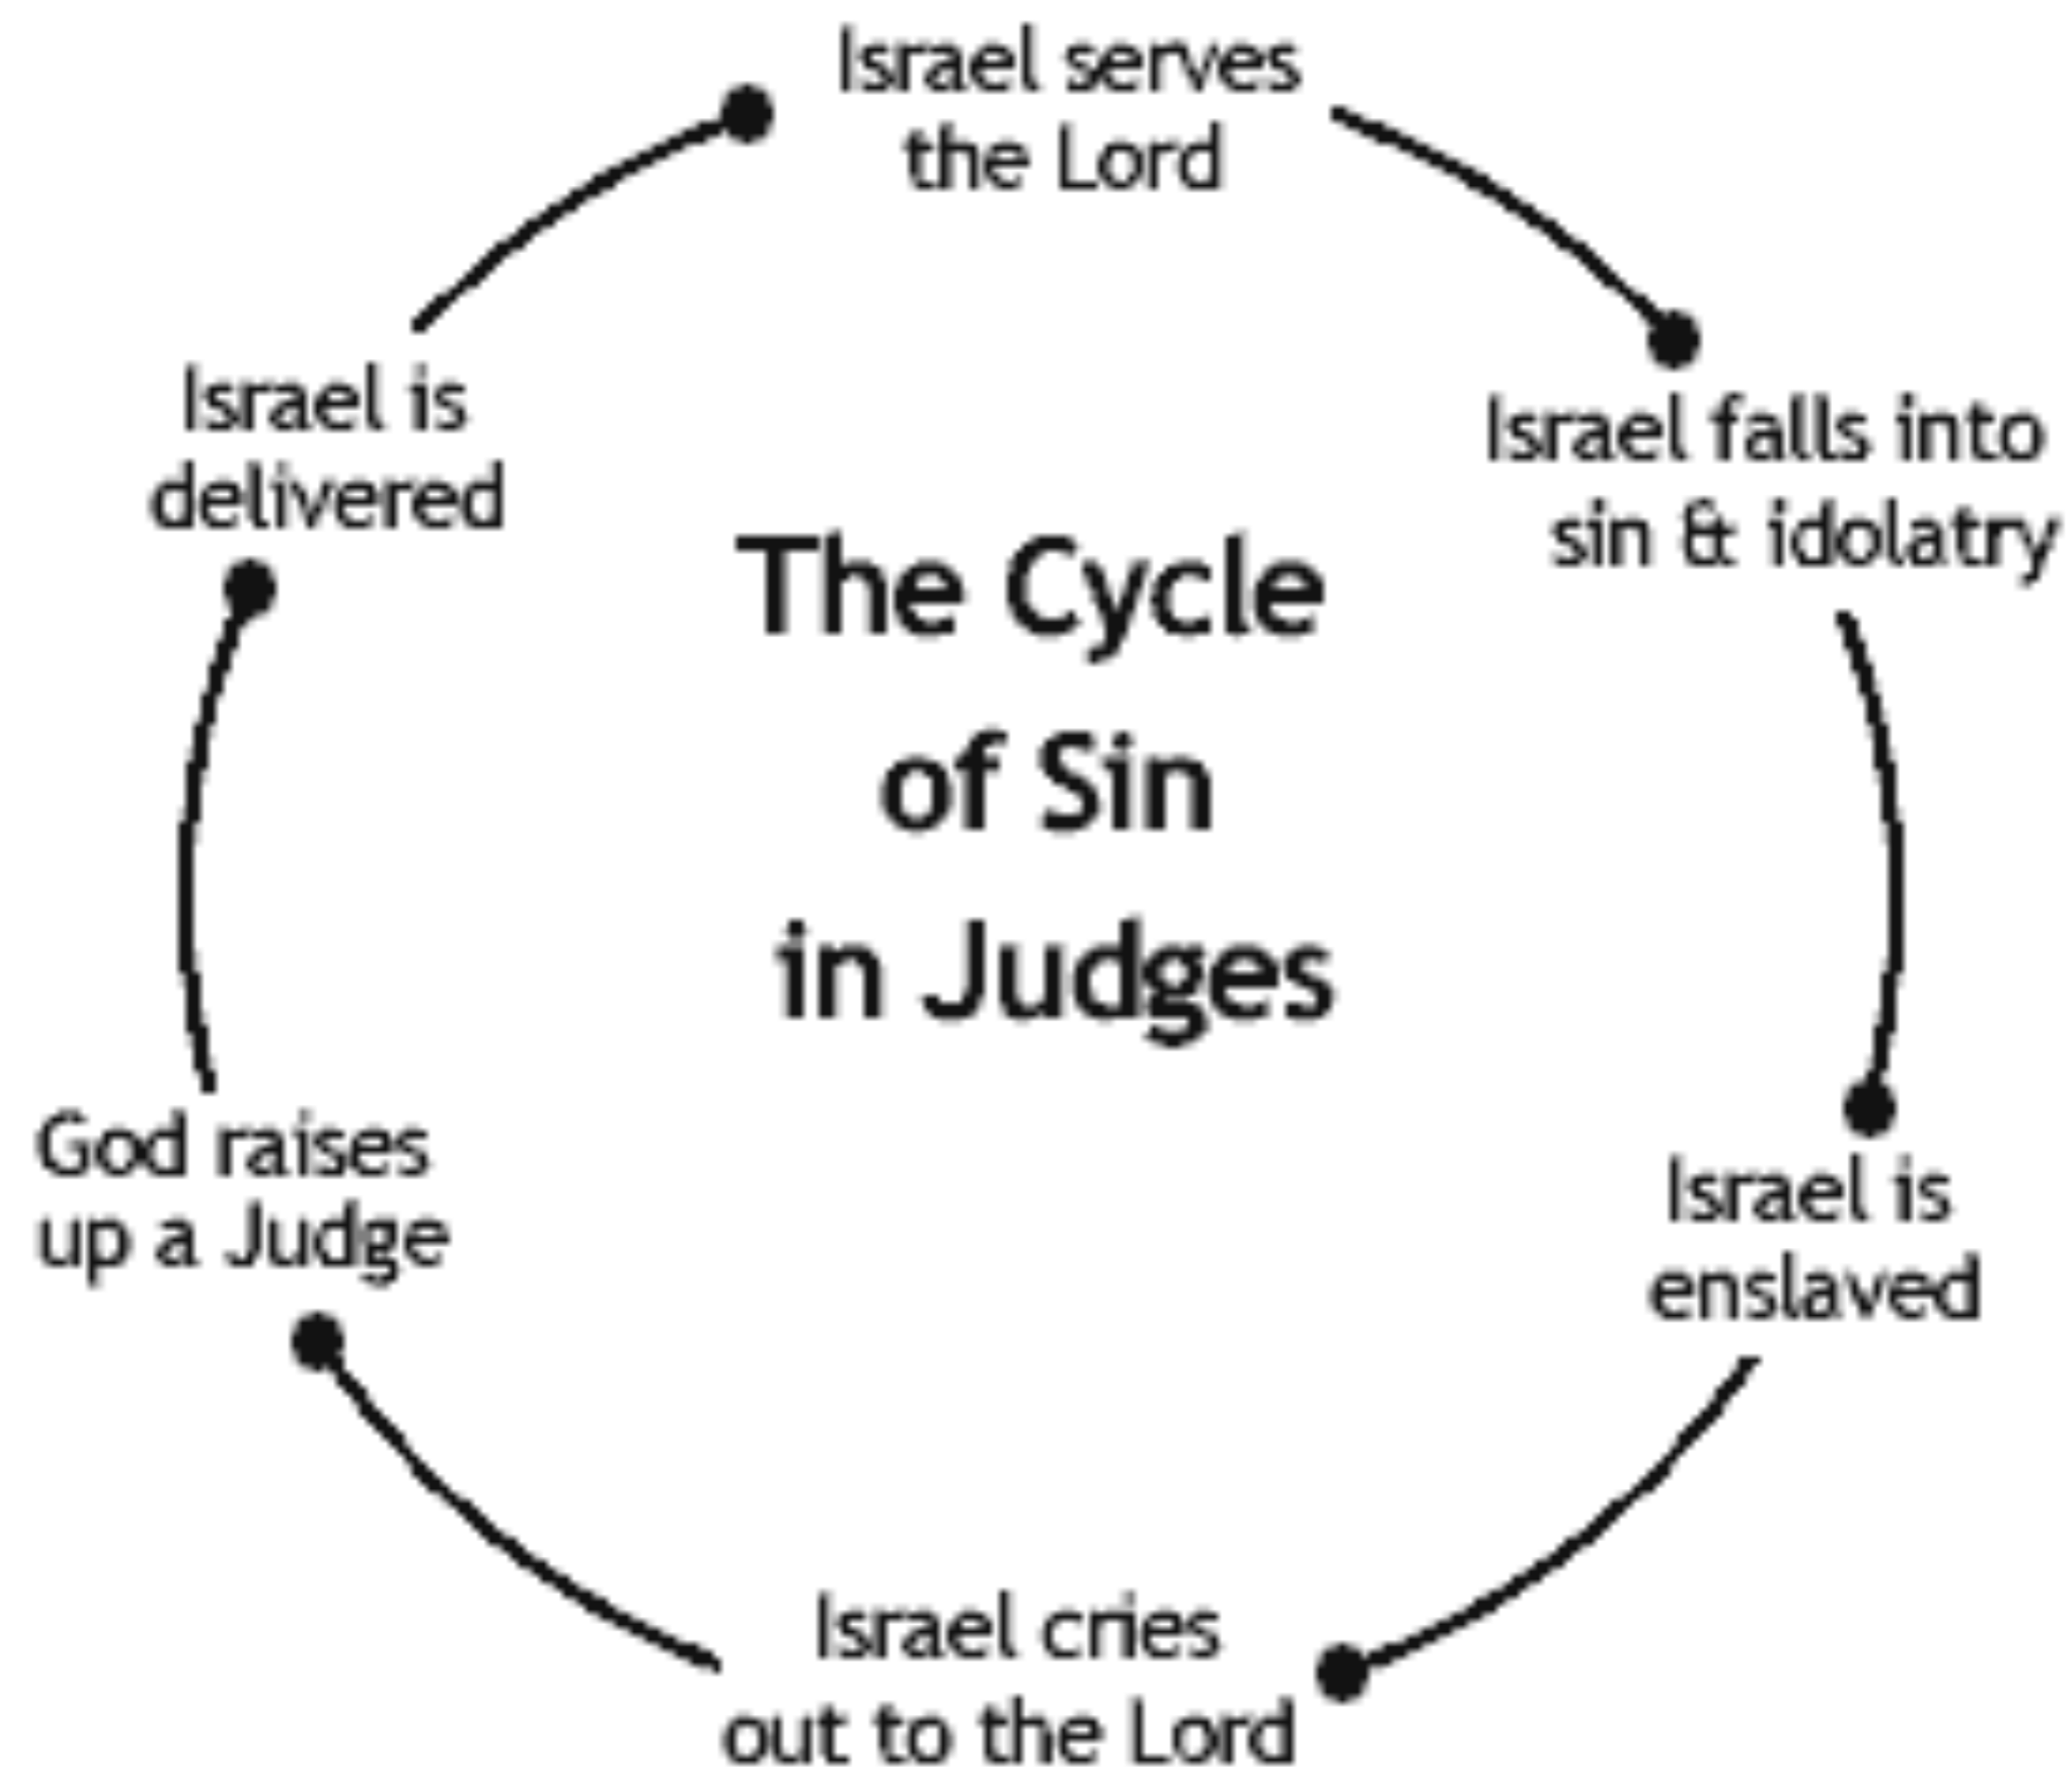 Israel serves
the Lord
Israel falls into
sin & idolatry
Israel is
enslaved
Israel cries
out to the Lord
God raises
up a Judge
Israel is
delivered
The Cycle
of Sin
in Judges